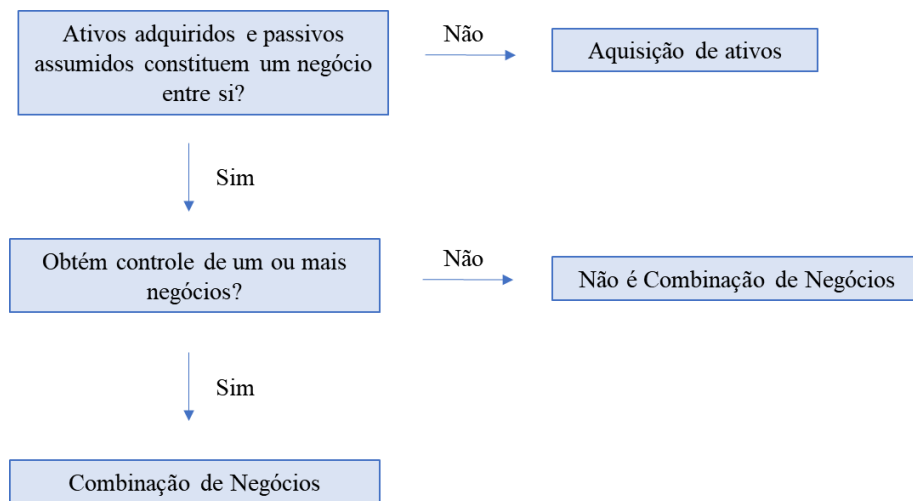 Ativos adquiridos e passivos
assumidos constituem um negócio
entre si?
Não
Aquisição de ativos
Sim
Obtém controle de um ou mais
negócios?
Não
Não é Combinação de Negócios
Sim
Combinação de Negócios